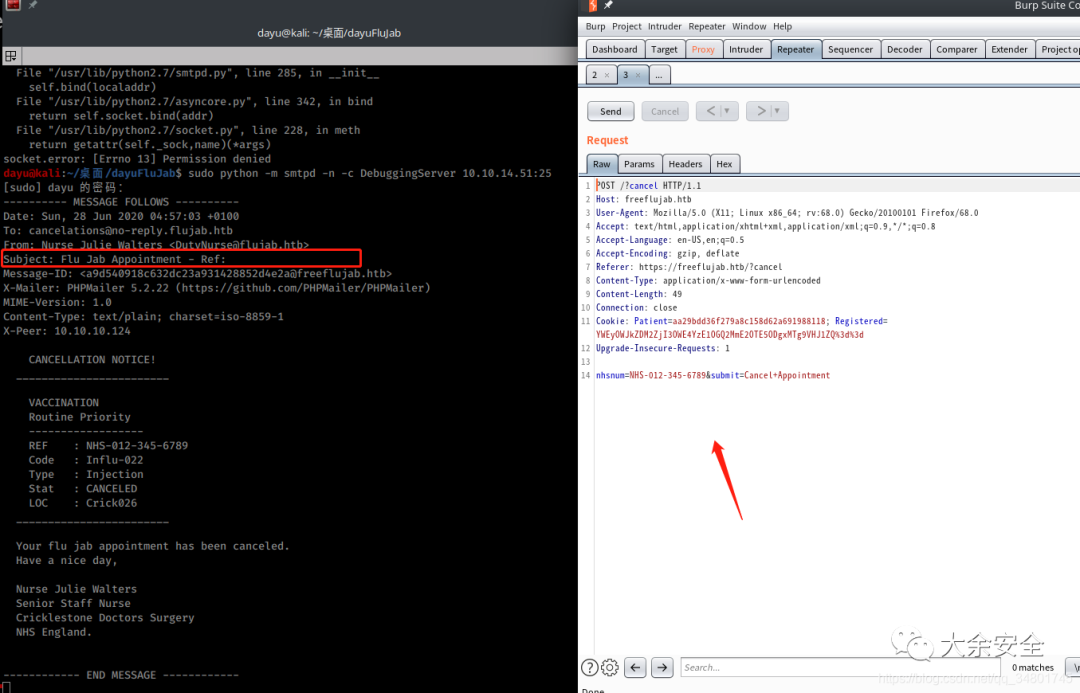 dayu@kali: ~/桌面/dayuFluJab
File "/usr/lib/python2.7/smtpd.py", line 285, in __init__
self.bind(localaddr)
File "/usr/lib/python2.7/asyncore.py", line 342, in bind
return self.socket.bind(addr)
File "/usr/lib/python2.7/socket.py", line 228, in meth
return getattr(self._sock,name)(*args)
socket.error: [Errno 13] Permission denied
dayu@kali:~/桌面/dayuFluJab$ sudo python -m smtpd -n -c DebuggingServer 10.10.14.51:25
[sudo] dayu 的密码：
---------- MESSAGE FOLLOWS ----------
Date: Sun, 28 Jun 2020 04:57:03 +0100
To: cancelations@no-reply.flujab.htb
From: Nurse Julie Walters <DutyNurse@flujab.htb>
Subject: Flu Jab Appointment - Ref:
Message-ID: <a9d540918c632dc23a931428852d4e2a@freeflujab.htb>
X-Mailer: PHPMailer 5.2.22 (https://github.com/PHPMailer/PHPMailer)
MIME-Version: 1.0
Content-Type: text/plain; charset=iso-8859-1
X-Peer: 10.10.10.124
CANCELLATION NOTICE!
________________________
VACCINATION
Routine Priority
------------------
REF : NHS-012-345-6789
Code : Influ-022
Type : Injection
Stat : CANCELED
LOC : Crick026
________________________
Your flu jab appointment has been canceled.
Have a nice day,
Nurse Julie Walters
Senior Staff Nurse
Cricklestone Doctors Surgery
NHS England.
------------ END MESSAGE ------------
Burp Suite Co
Burp Project Intruder Repeater Window Help
Dashboard Target Proxy Intruder Repeater Sequencer Decoder Comparer Extender Project op
2 × 3 × ...
Send Cancel < ▼ > ▼
Request
Raw Params Headers Hex
1 POST /?cancel HTTP/1.1
2 Host: freeflujab.htb
3 User-Agent: Mozilla/5.0 (X11; Linux x86_64; rv:68.0) Gecko/20100101 Firefox/68.0
4 Accept: text/html,application/xhtml+xml,application/xml;q=0.9,*/*;q=0.8
5 Accept-Language: en-US,en;q=0.5
6 Accept-Encoding: gzip, deflate
7 Referer: https://freeflujab.htb/?cancel
8 Content-Type: application/x-www-form-urlencoded
9 Content-Length: 49
10 Connection: close
11 Cookie: Patient=aa29bdd36f279a8c158d62a691988118; Registered=
YWEyOWJkZDM2ZjI3OWE4YzE1OGQ2MmE2OTE5ODgxMTg9VHJ1ZQ%3d%3d
12 Upgrade-Insecure-Requests: 1
13
14 nhsnum=NHS-012-345-6789&submit=Cancel+Appointment
大余安全
? Search... 0 matches \n
https://blog.csdn.net/qq_34801745
Done